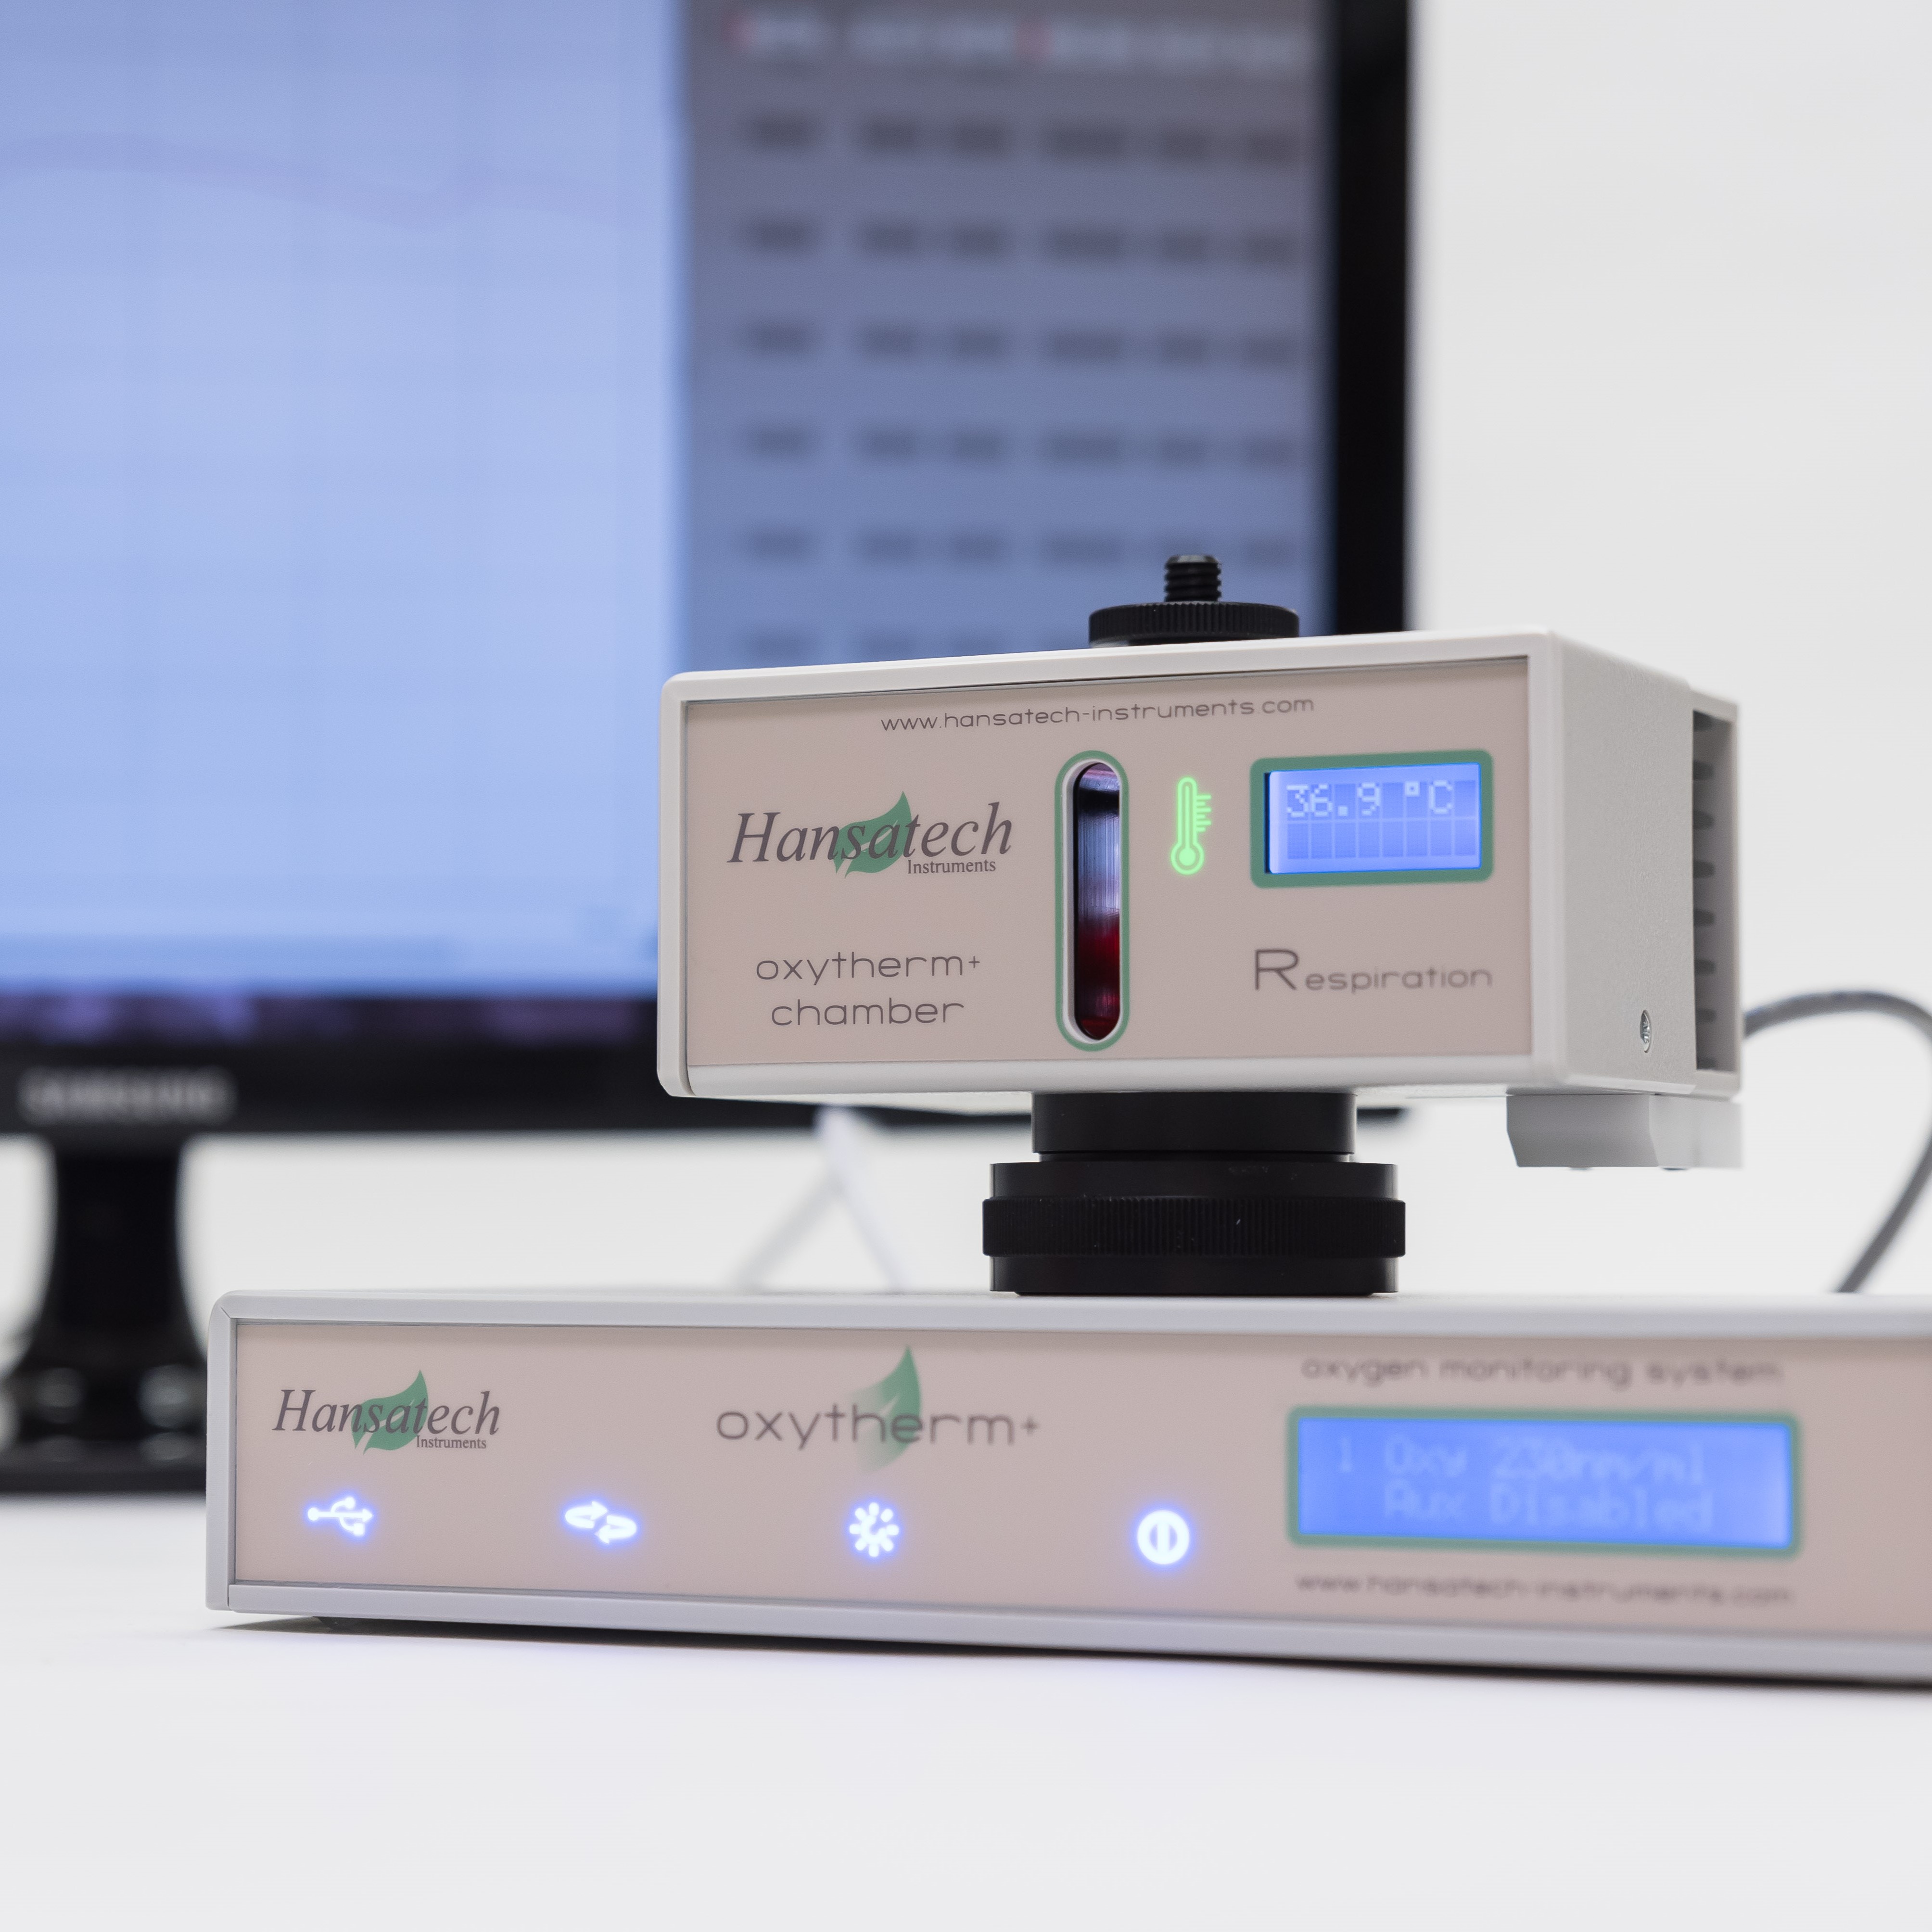 SAMSUNG
www.hansatech-instruments.com
Hansatech
Instruments
oxytherm+
chamber
36.9 °C
Respiration
Hansatech
Instruments
oxytherm+
oxygen monitoring system
1 Oxy 230nm/ml
Aux Disabled
www.hansatech-instruments.com